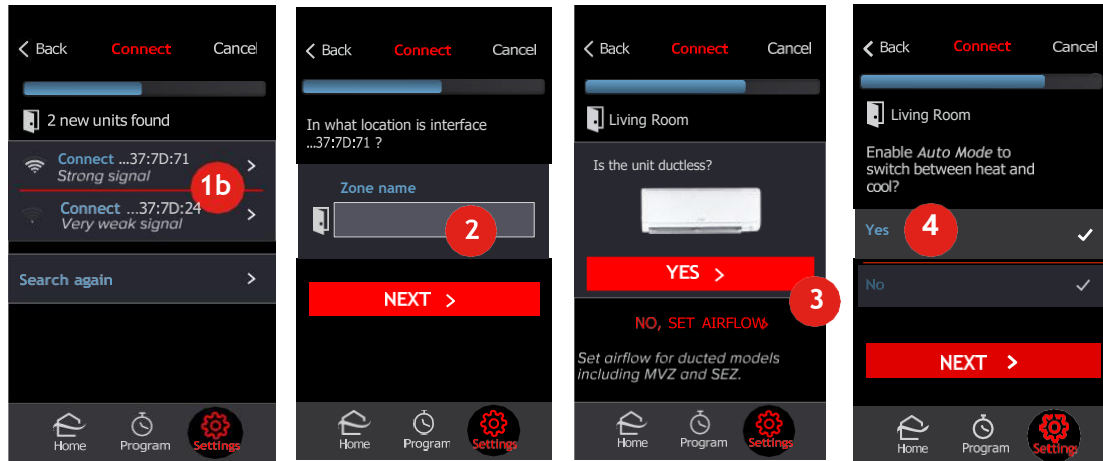 Back Connect Cancel
2 new units found
Connect ...37:7D:71
Strong signal
1b
Connect ...37:7D:24
Very weak signal
Search again
Home Program Settings
Back Connect Cancel
In what location is interface
...37:7D:71 ?
Zone name
2
NEXT
Home Program Settings
Back Connect Cancel
Living Room
Is the unit ductless?
YES
3
NO, SET AIRFLOW
Set airflow for ducted models
including MVZ and SEZ.
Home Program Settings
Back Connect Cancel
Living Room
Enable Auto Mode to
switch between heat and
cool?
Yes 4
No
NEXT
Home Program Settings